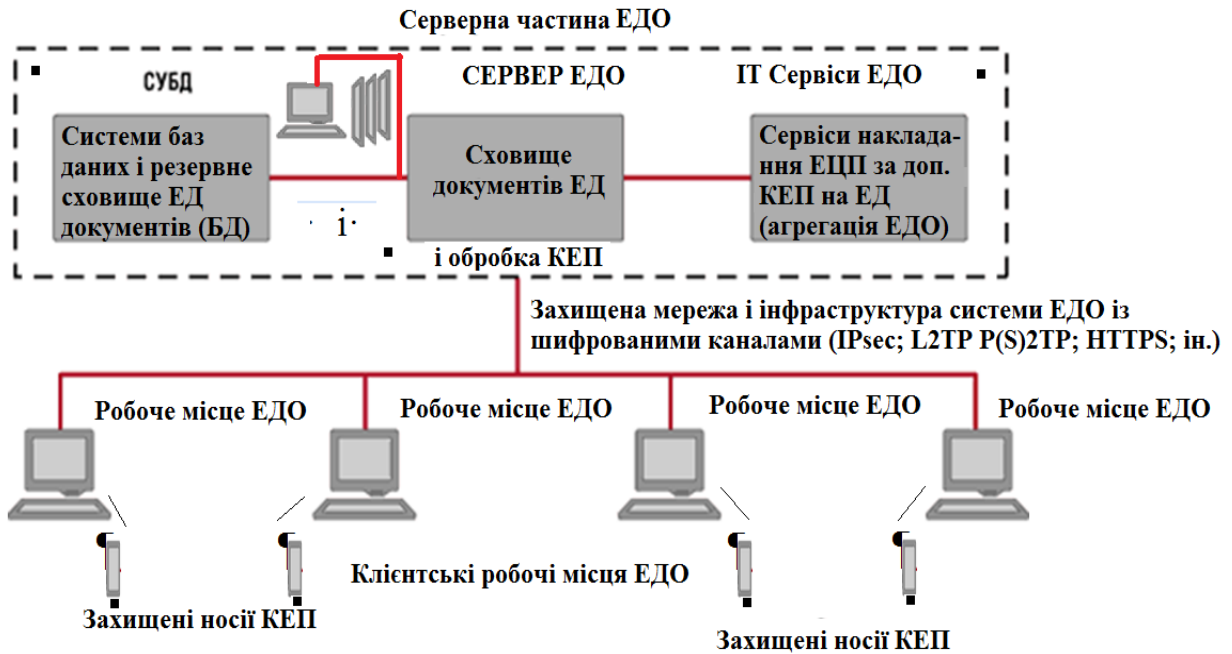 Серверна частина ЕДО
СУБД
СЕРВЕР ЕДО
ІТ Сервіси ЕДО
Системи баз
даних і резервне
сховище ЕД
документів (БД)
Сховище
документів ЕД
Сервіси наклада-
ння ЕЦП за доп.
КЕП на ЕД
(агрегація ЕДО)
· і·
і обробка КЕП
Захищена мережа і інфраструктура системи ЕДО із
шифрованими каналами (IPsec; L2TP P(S)2TP; HTTPS; ін.)
Робоче місце ЕДО
Робоче місце ЕДО
Робоче місце ЕДО
Робоче місце ЕДО
Клієнтські робочі місця ЕДО
Захищені носії КЕП
Захищені носії КЕП